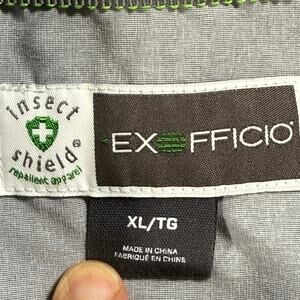 insect
shield®
repellent apparel
EXOFFICIO®
XL/TG
MADE IN CHINA
FABRIQUÉ EN CHINE